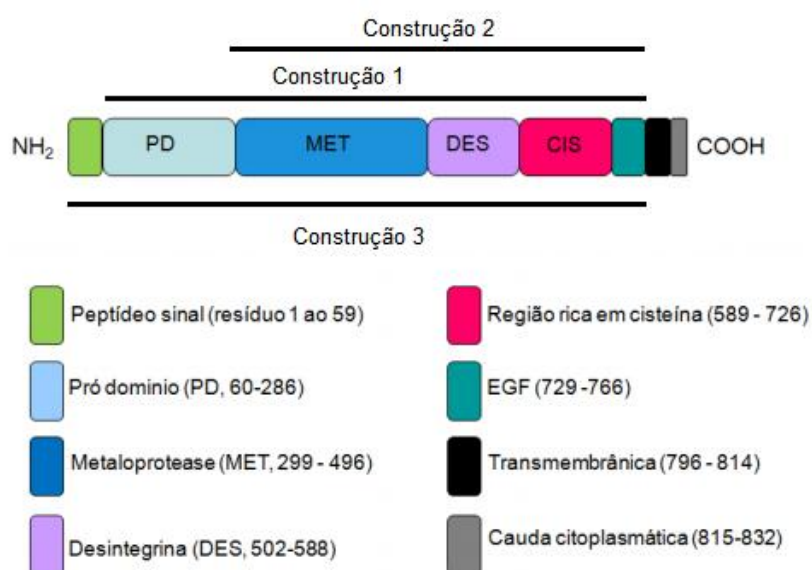 Construção 2
Construção 1
NH2 PD MET DES CIS COOH
Construção 3
Peptídeo sinal (resíduo 1 ao 59)
Região rica em cisteína (589 - 726)
Pró dominio (PD, 60-286)
EGF (729 -766)
Metaloprotease (MET, 299 - 496)
Transmembrânica (796 - 814)
Desintegrina (DES, 502-588)
Cauda citoplasmática (815-832)